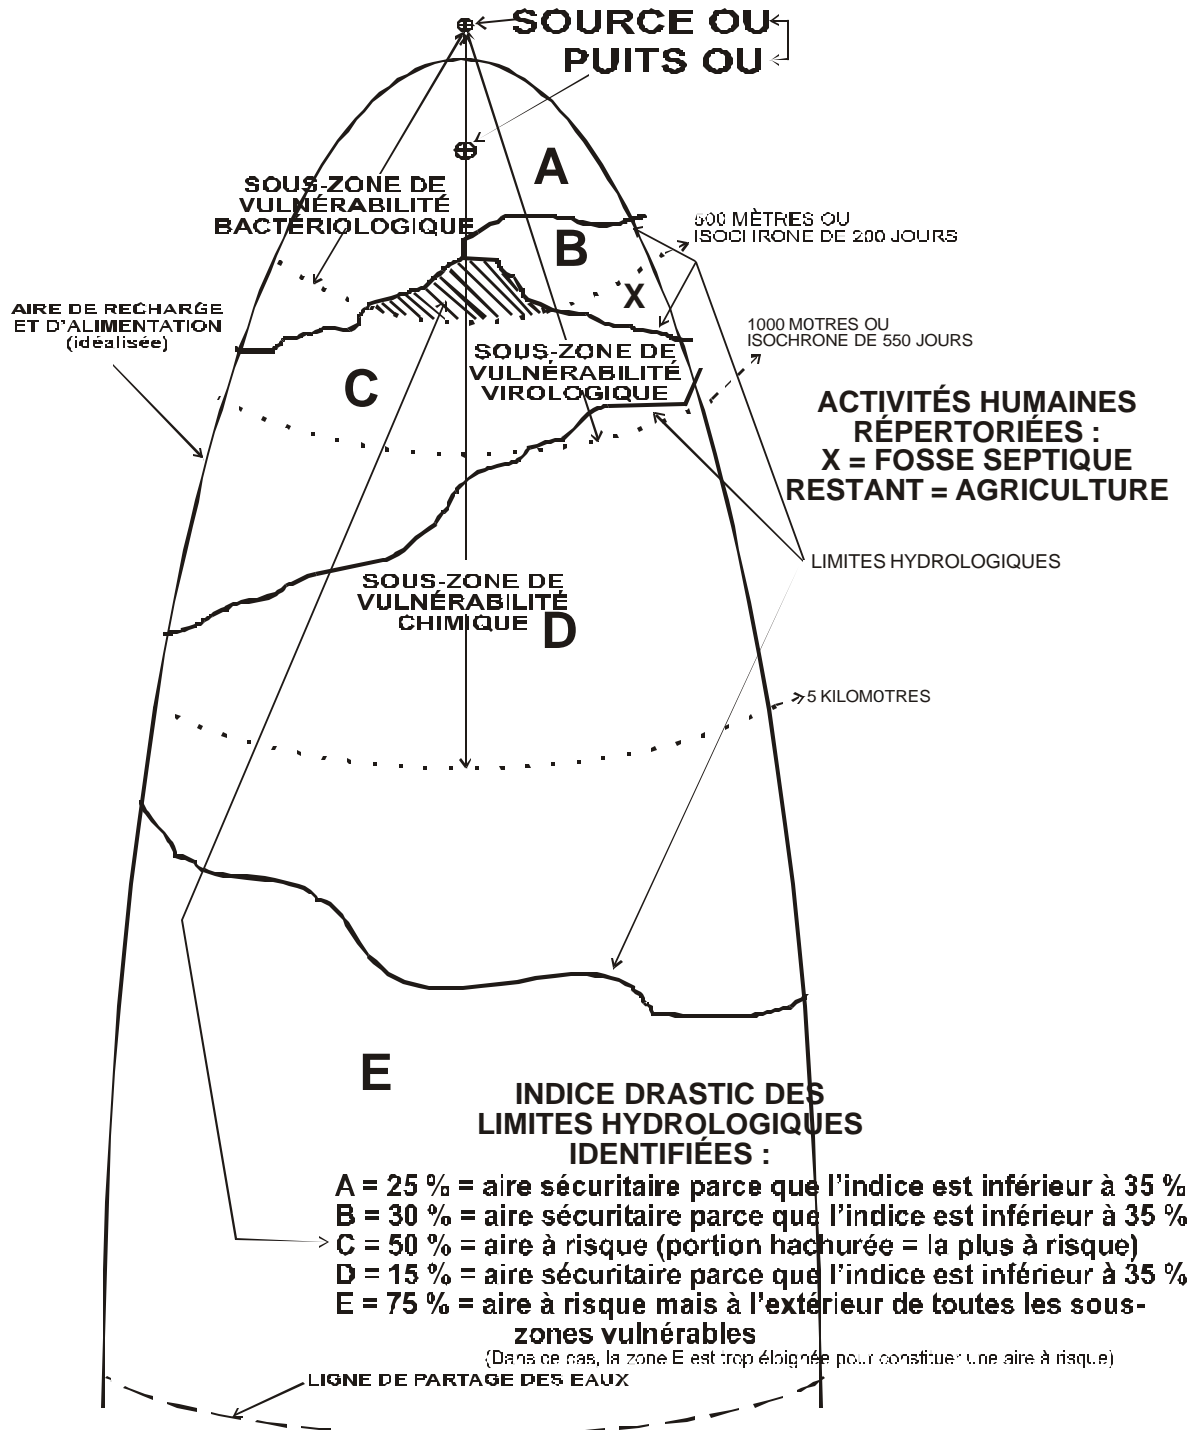 SOURCE OU
PUITS OU
A
SOUS-ZONE DE
VULNÉRABILITÉ
BACTÉRIOLOGIQUE
500 MÈTRES OU
ISOCHRONE DE 200 JOURS
B
X
AIRE DE RECHARGE
ET D'ALIMENTATION
(idéalisée)
1000 M0TRES OU
ISOCHRONE DE 550 JOURS
SOUS-ZONE DE
VULNÉRABILITÉ
VIROLOGIQUE
C
ACTIVITÉS HUMAINES
RÉPERTORIÉES :
X = FOSSE SEPTIQUE
RESTANT = AGRICULTURE
LIMITES HYDROLOGIQUES
SOUS-ZONE DE
VULNÉRABILITÉ
CHIMIQUE
D
5 KILOM0TRES
E
INDICE DRASTIC DES
LIMITES HYDROLOGIQUES
IDENTIFIÉES :
A = 25 % = aire sécuritaire parce que l'indice est inférieur à 35 %
B = 30 % = aire sécuritaire parce que l'indice est inférieur à 35 %
C = 50 % = aire à risque (portion hachurée = la plus à risque)
D = 15 % = aire sécuritaire parce que l'indice est inférieur à 35 %
E = 75 % = aire à risque mais à l'extérieur de toutes les sous-
zones vulnérables
(Dans ce cas, la zone E est trop éloignée pour constituer une aire à risque)
LIGNE DE PARTAGE DES EAUX